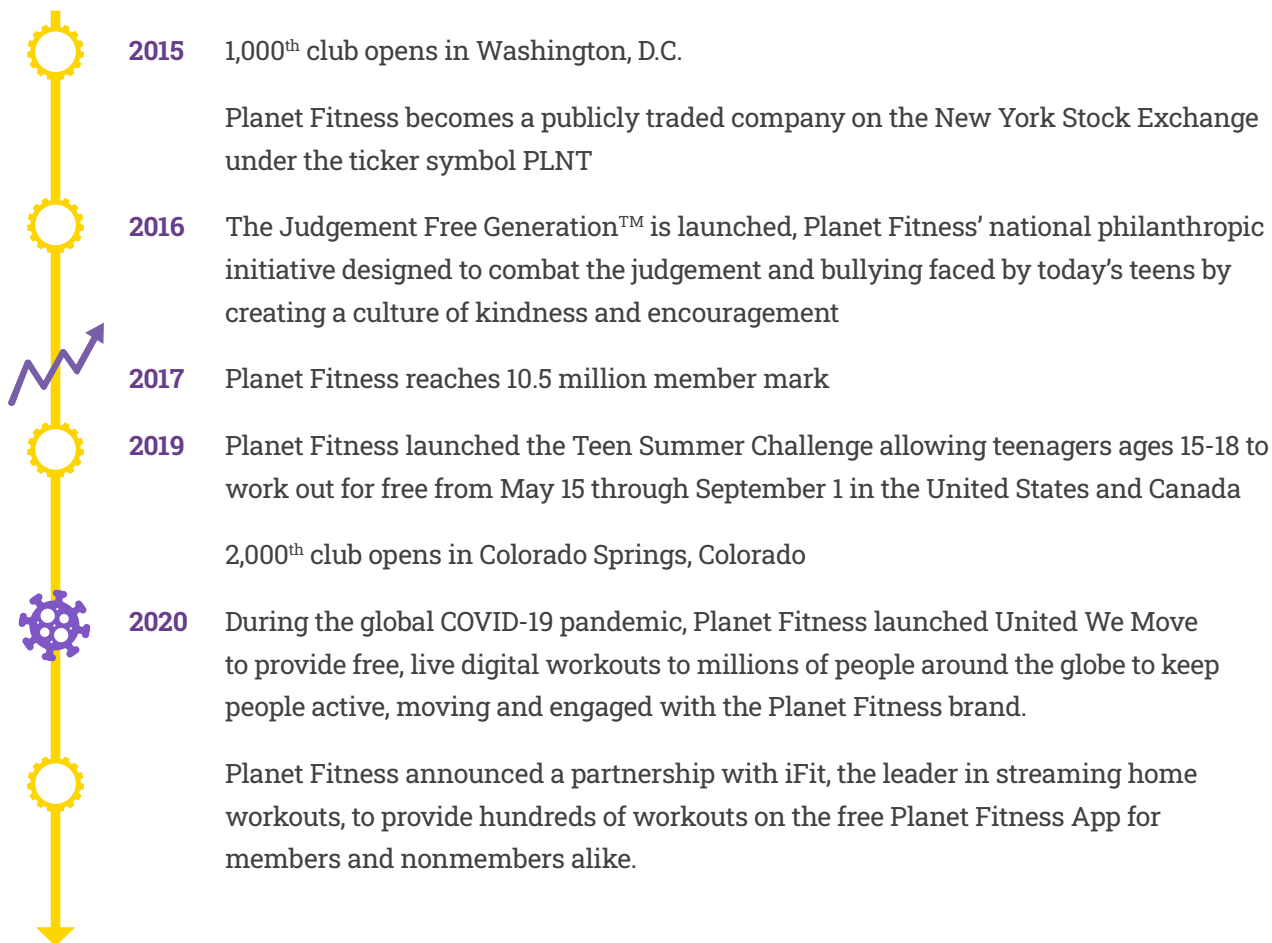 2015 1,000th club opens in Washington, D.C.
Planet Fitness becomes a publicly traded company on the New York Stock Exchange
under the ticker symbol PLNT
2016 The Judgement Free Generation™ is launched, Planet Fitness’ national philanthropic
initiative designed to combat the judgement and bullying faced by today’s teens by
creating a culture of kindness and encouragement
2017 Planet Fitness reaches 10.5 million member mark
2019 Planet Fitness launched the Teen Summer Challenge allowing teenagers ages 15-18 to
work out for free from May 15 through September 1 in the United States and Canada
2,000th club opens in Colorado Springs, Colorado
2020 During the global COVID-19 pandemic, Planet Fitness launched United We Move
to provide free, live digital workouts to millions of people around the globe to keep
people active, moving and engaged with the Planet Fitness brand.
Planet Fitness announced a partnership with iFit, the leader in streaming home
workouts, to provide hundreds of workouts on the free Planet Fitness App for
members and nonmembers alike.